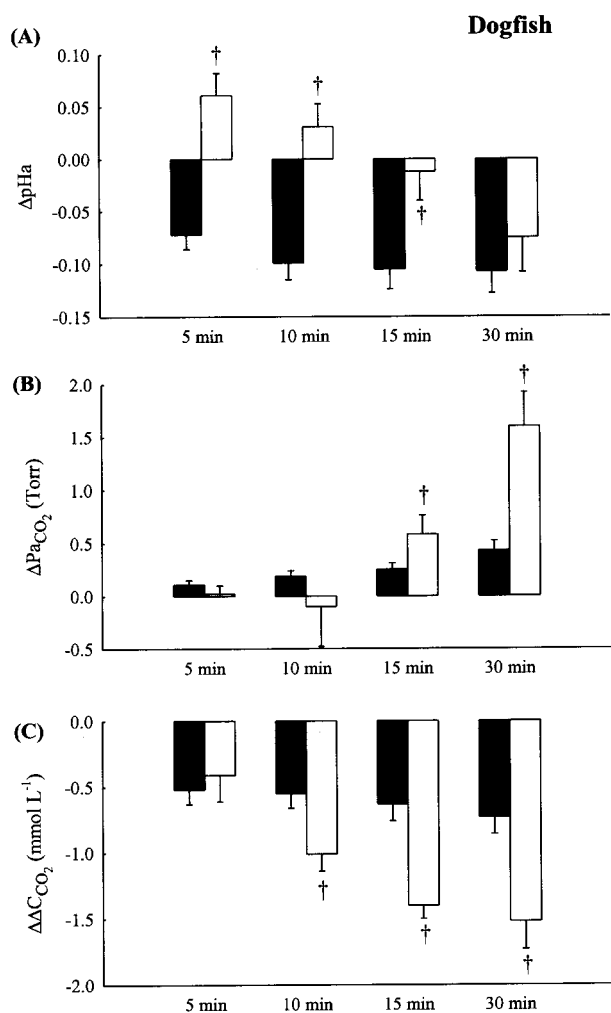 Dogfish
(A)
†
†
†
0.10
0.05
0.00
-0.05
-0.10
-0.15
ΔpHa
5 min 10 min 15 min 30 min
(B)
†
†
2.0
1.5
1.0
0.5
0.0
-0.5
ΔPaCO2 (Torr)
5 min 10 min 15 min 30 min
(C)
0.0
-0.5
-1.0
-1.5
-2.0
ΔΔCCO2 (mmol L-1)
†
†
†
5 min 10 min 15 min 30 min